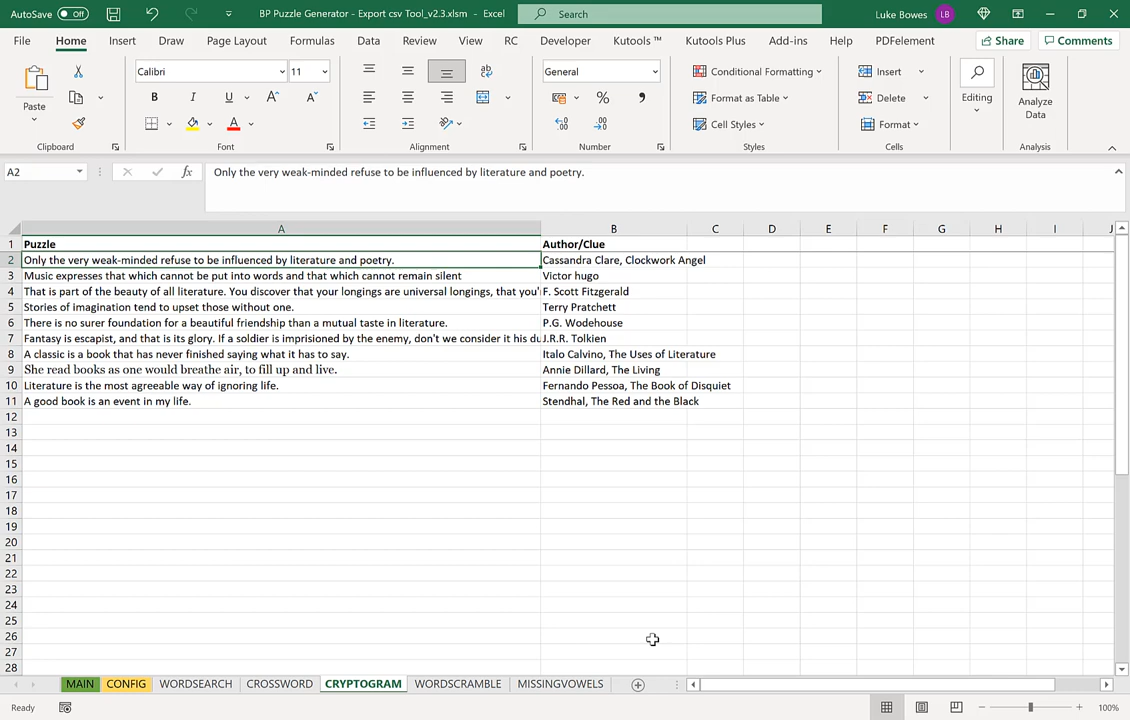 AutoSave Off BP Puzzle Generator - Export csv Tool_v2.3.xlsm - Excel Search Luke Bowes LB
File Home Insert Draw Page Layout Formulas Data Review View RC Developer Kutools ™ Kutools Plus Add-ins Help PDFelement Share Comments
Calibri 11 General Conditional Formatting Insert
Paste B I U A A % , Format as Table Delete Editing Analyze Data
A Cell Styles Format
Clipboard Font Alignment Number Styles Cells Analysis
A2 fx Only the very weak-minded refuse to be influenced by literature and poetry.
A B C D E F G H I J
1 Puzzle Author/Clue
2 Only the very weak-minded refuse to be influenced by literature and poetry. Cassandra Clare, Clockwork Angel
3 Music expresses that which cannot be put into words and that which cannot remain silent Victor hugo
4 That is part of the beauty of all literature. You discover that your longings are universal longings, that you' F. Scott Fitzgerald
5 Stories of imagination tend to upset those without one. Terry Pratchett
6 There is no surer foundation for a beautiful friendship than a mutual taste in literature. P.G. Wodehouse
7 Fantasy is escapist, and that is its glory. If a soldier is imprisioned by the enemy, don't we consider it his du J.R.R. Tolkien
8 A classic is a book that has never finished saying what it has to say. Italo Calvino, The Uses of Literature
9 She read books as one would breathe air, to fill up and live. Annie Dillard, The Living
10 Literature is the most agreeable way of ignoring life. Fernando Pessoa, The Book of Disquiet
11 A good book is an event in my life. Stendhal, The Red and the Black
12
13
14
15
16
17
18
19
20
21
22
23
24
25
26
27
28
MAIN CONFIG WORDSEARCH CROSSWORD CRYPTOGRAM WORDSCRAMBLE MISSINGVOWELS
Ready 100%